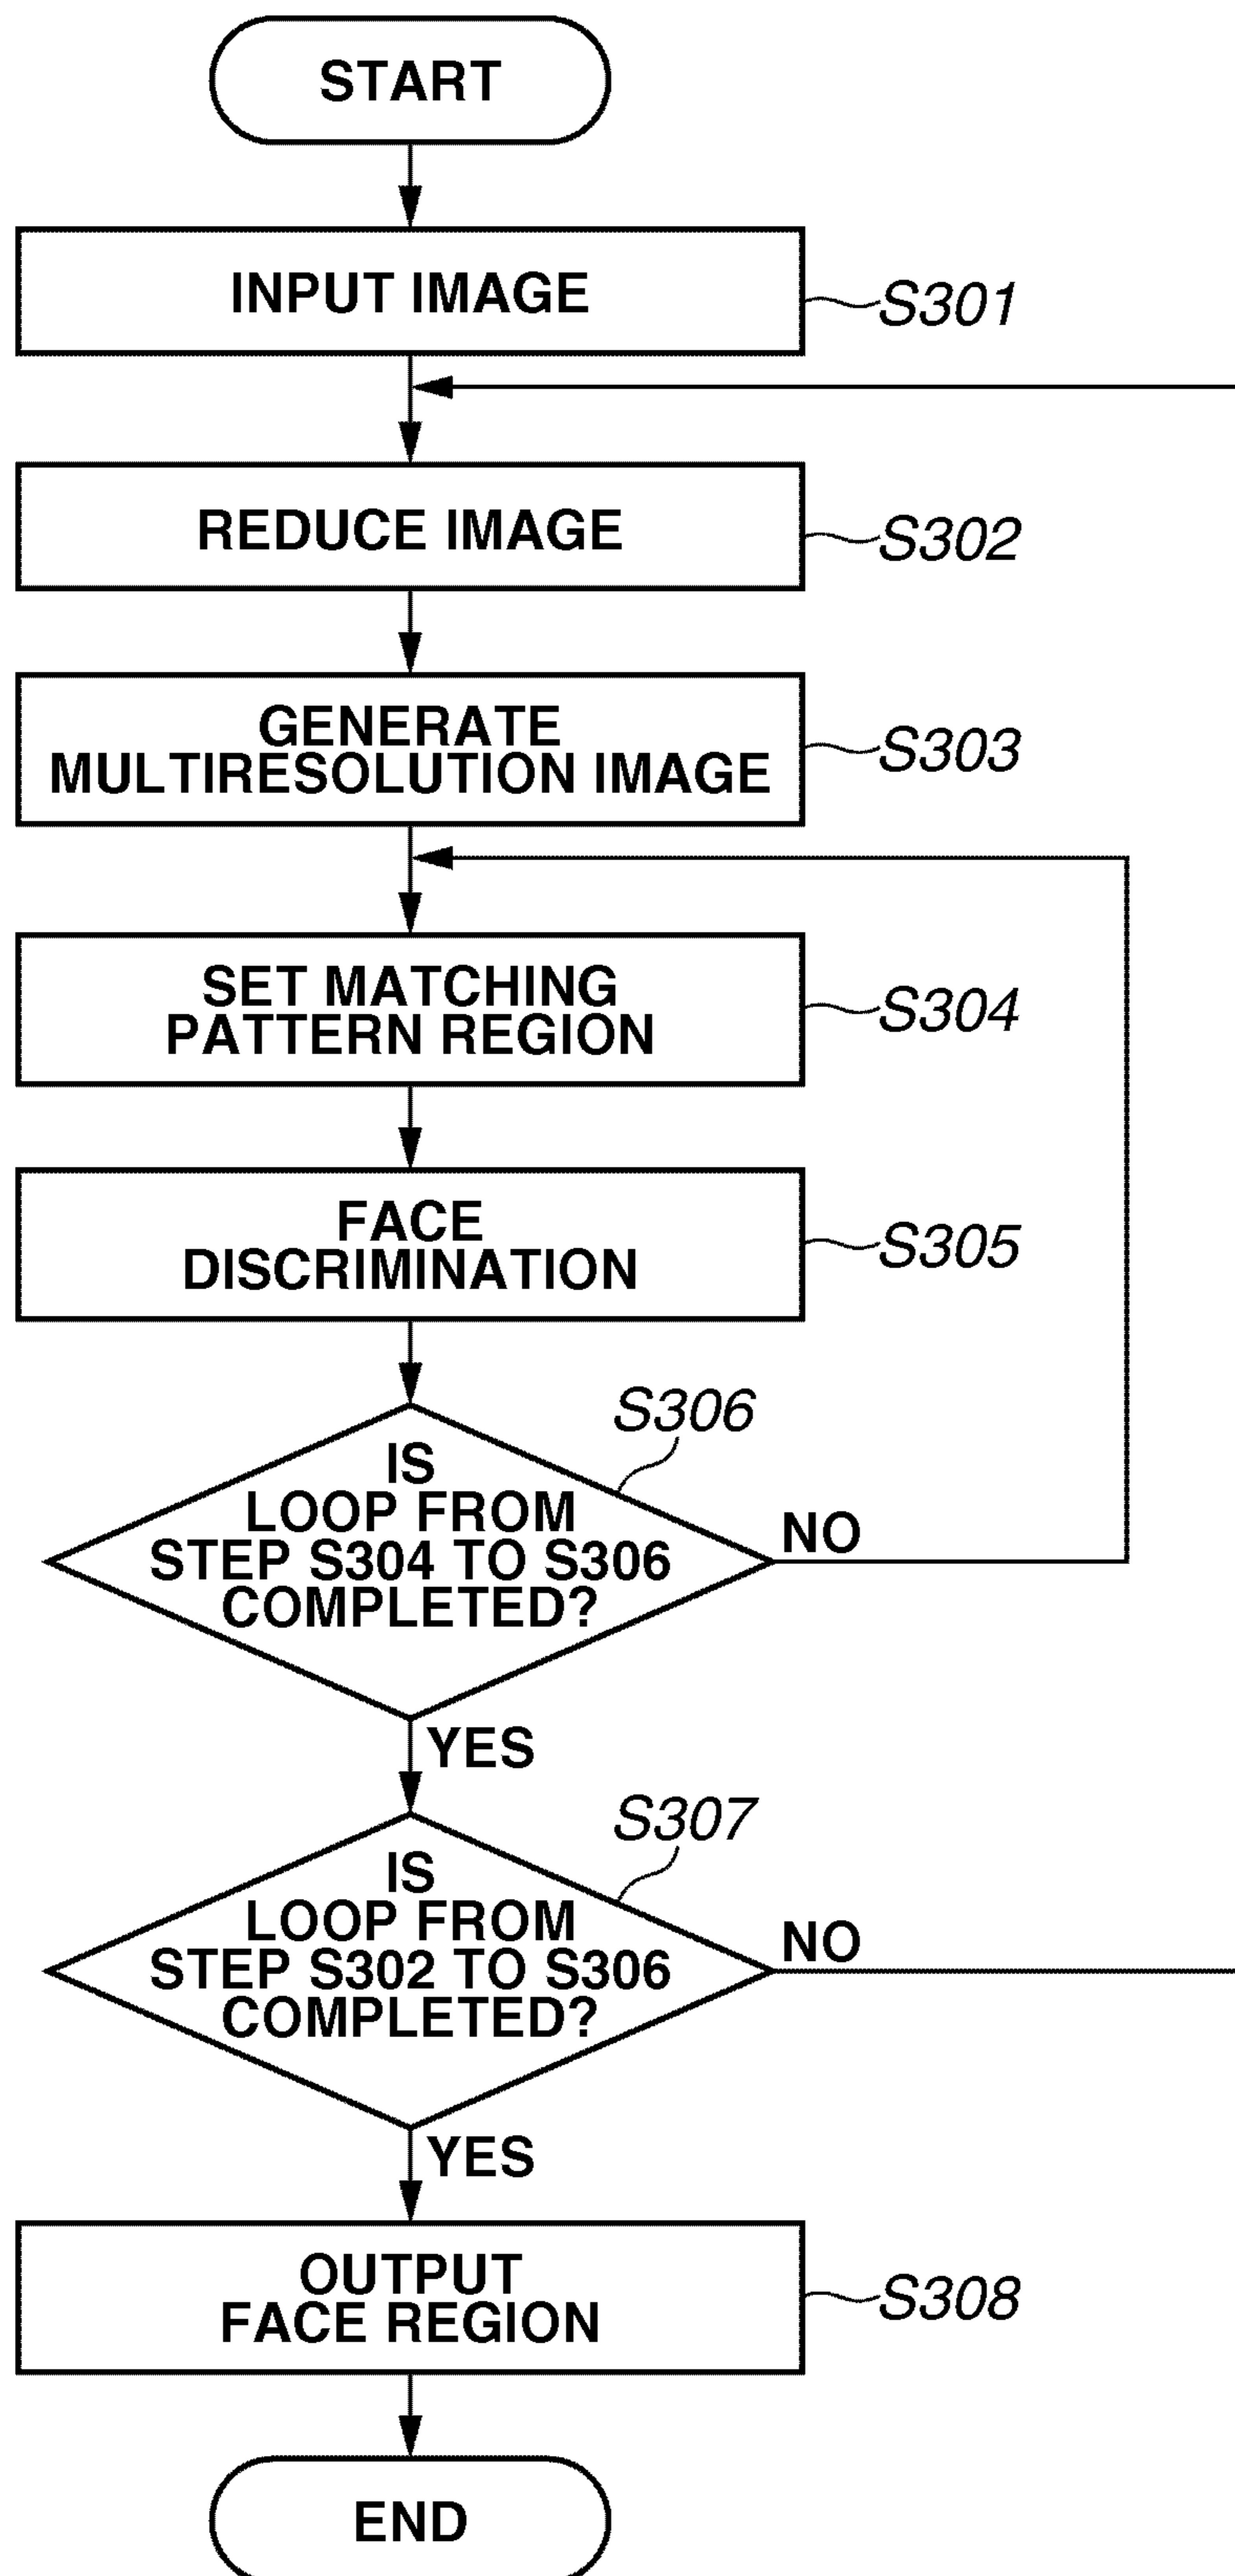 START
INPUT IMAGE
S301
REDUCE IMAGE
S302
GENERATE
MULTIRESOLUTION IMAGE
S303
SET MATCHING
PATTERN REGION
S304
FACE
DISCRIMINATION
S305
S306
IS
LOOP FROM
STEP S304 TO S306
COMPLETED?
NO
YES
S307
IS
LOOP FROM
STEP S302 TO S306
COMPLETED?
NO
YES
OUTPUT
FACE REGION
S308
END